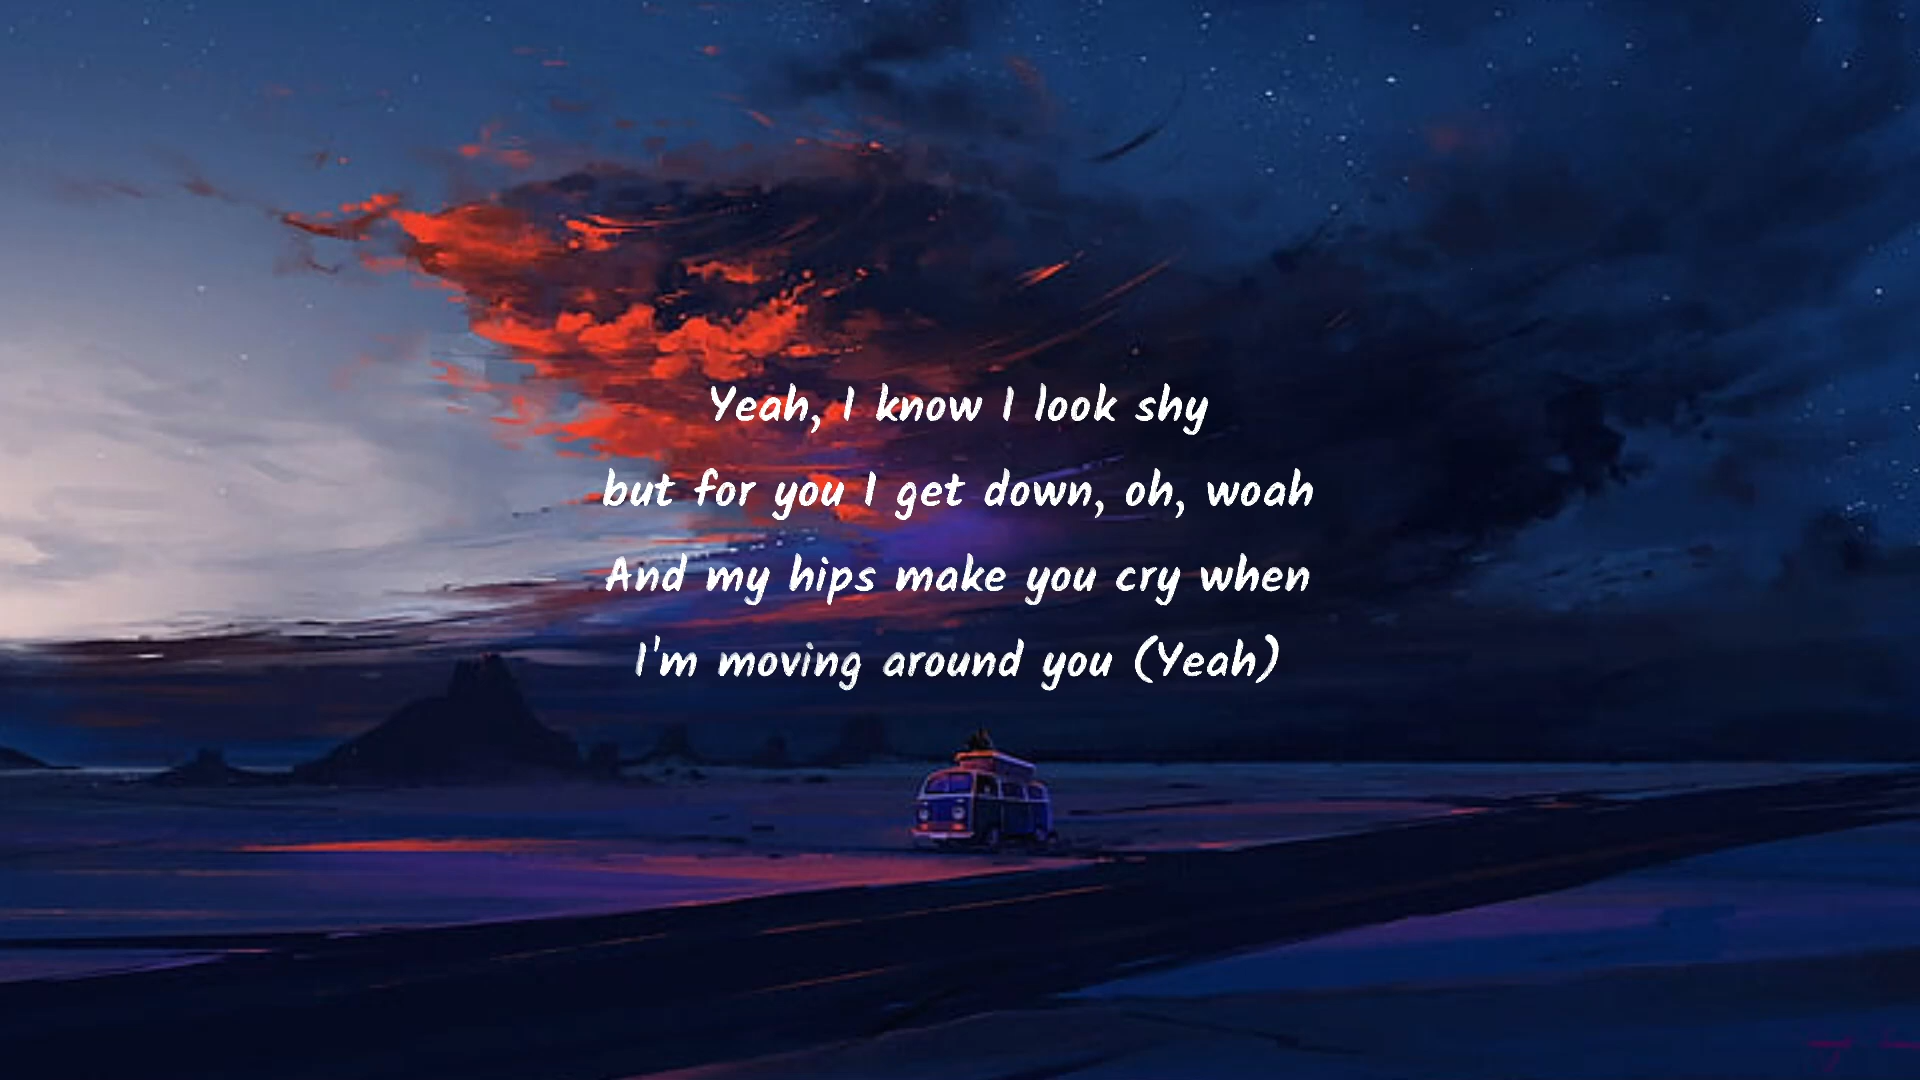 Yeah, I know I look shy
but for you I get down, oh, woah
And my hips make you cry when
I'm moving around you (Yeah)